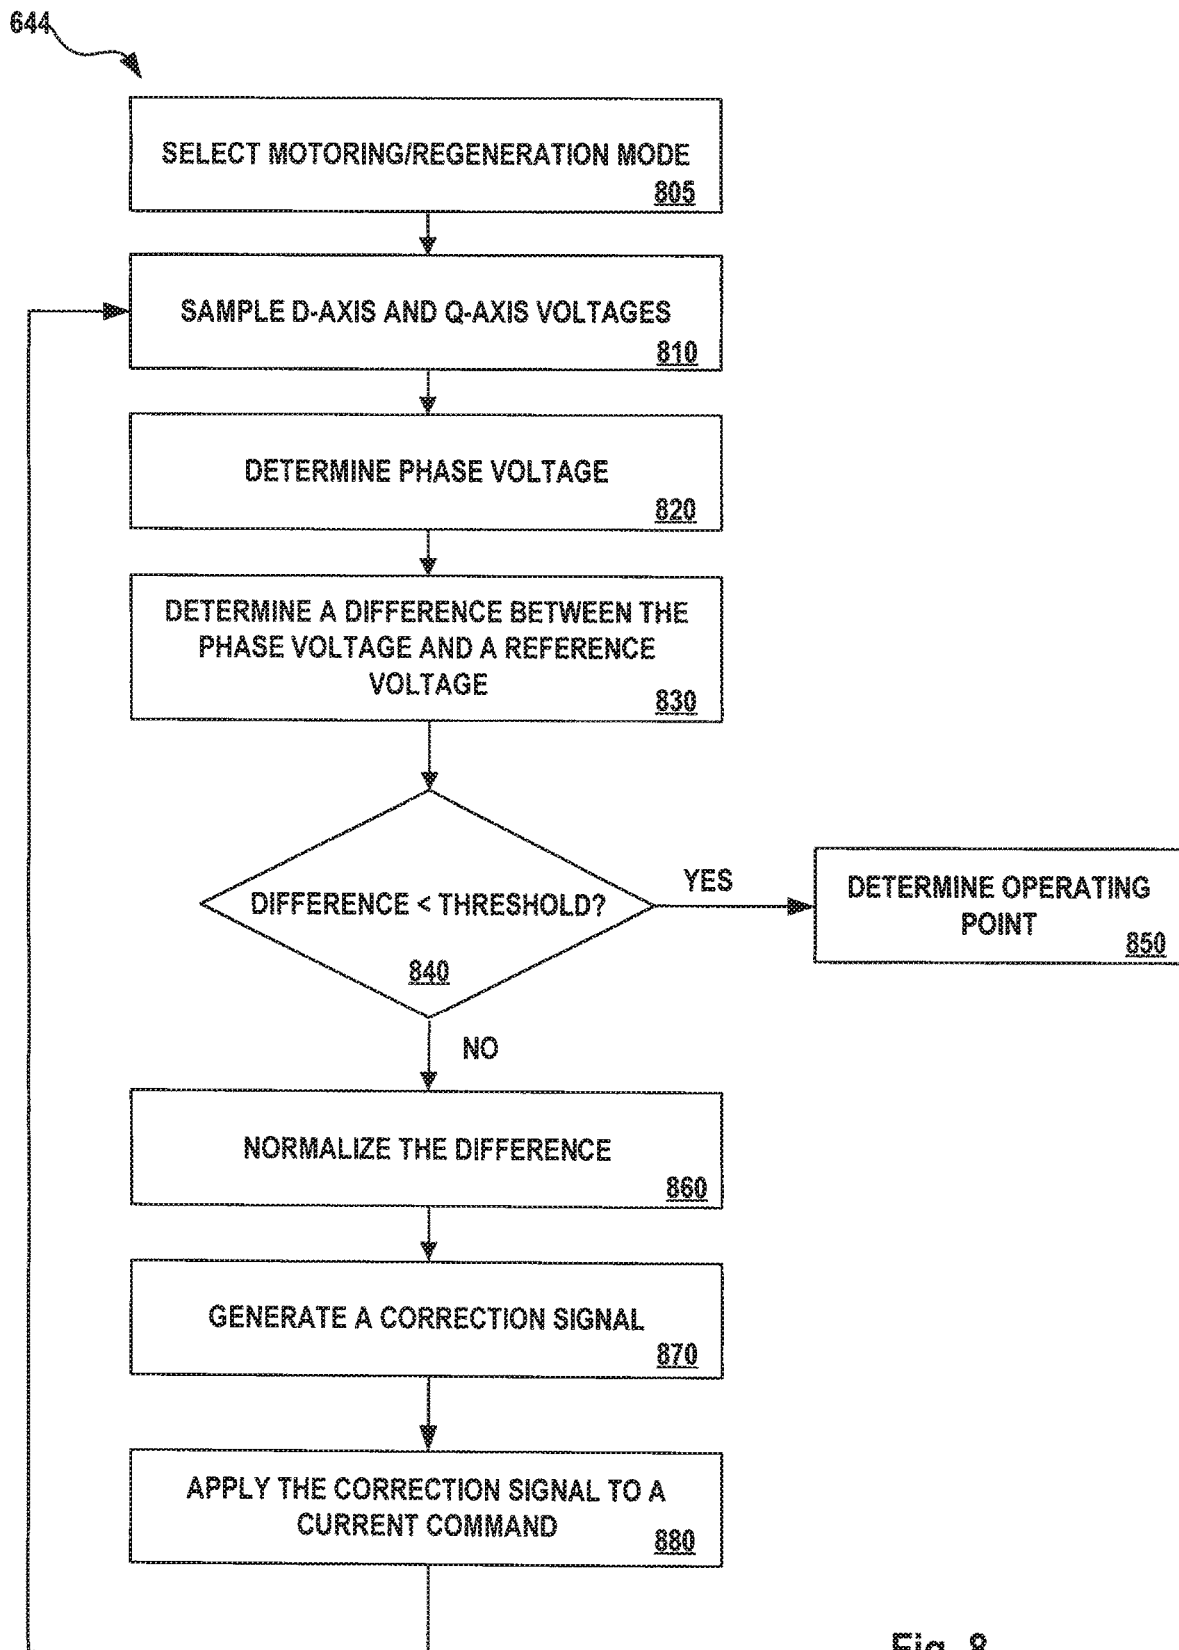 644
SELECT MOTORING/REGENERATION MODE
805
SAMPLE D-AXIS AND Q-AXIS VOLTAGES
810
DETERMINE PHASE VOLTAGE
820
DETERMINE A DIFFERENCE BETWEEN THE
PHASE VOLTAGE AND A REFERENCE
VOLTAGE
830
DIFFERENCE < THRESHOLD?
840
YES
DETERMINE OPERATING
POINT
850
NO
NORMALIZE THE DIFFERENCE
860
GENERATE A CORRECTION SIGNAL
870
APPLY THE CORRECTION SIGNAL TO A
CURRENT COMMAND
880
Fig. 8